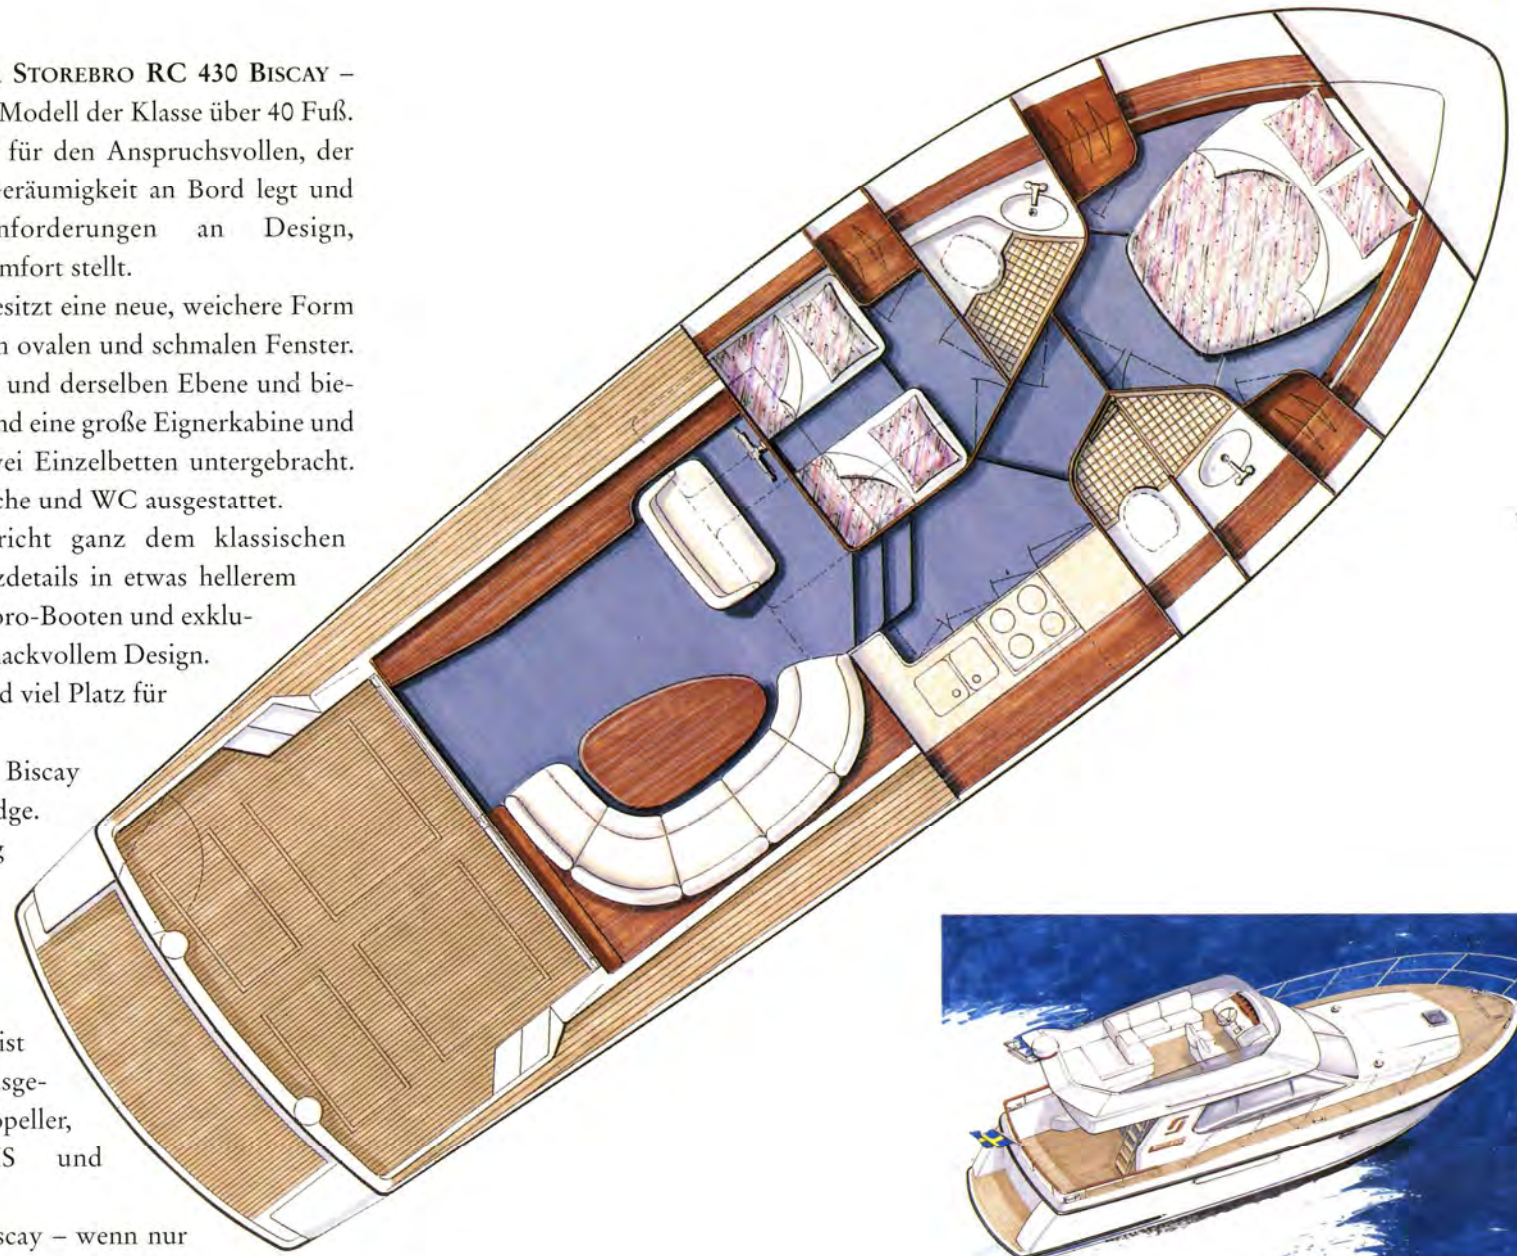 STOREBRO RC 430 BISCAY –
Modell der Klasse über 40 Fuß.
für den Anspruchsvollen, der
eräumigkeit an Bord legt und
nforderungen an Design,
mfort stellt.
esitzt eine neue, weichere Form
n ovalen und schmalen Fenster.
und derselben Ebene und bie-
nd eine große Eignerkabine und
vei Einzelbetten untergebracht.
che und WC ausgestattet.
richt ganz dem klassischen
zdetails in etwas hellerem
oro-Booten und exklu-
ackvollem Design.
d viel Platz für
Biscay
dge.
g
ist
sge-
opeller,
S und
scay – wenn nur